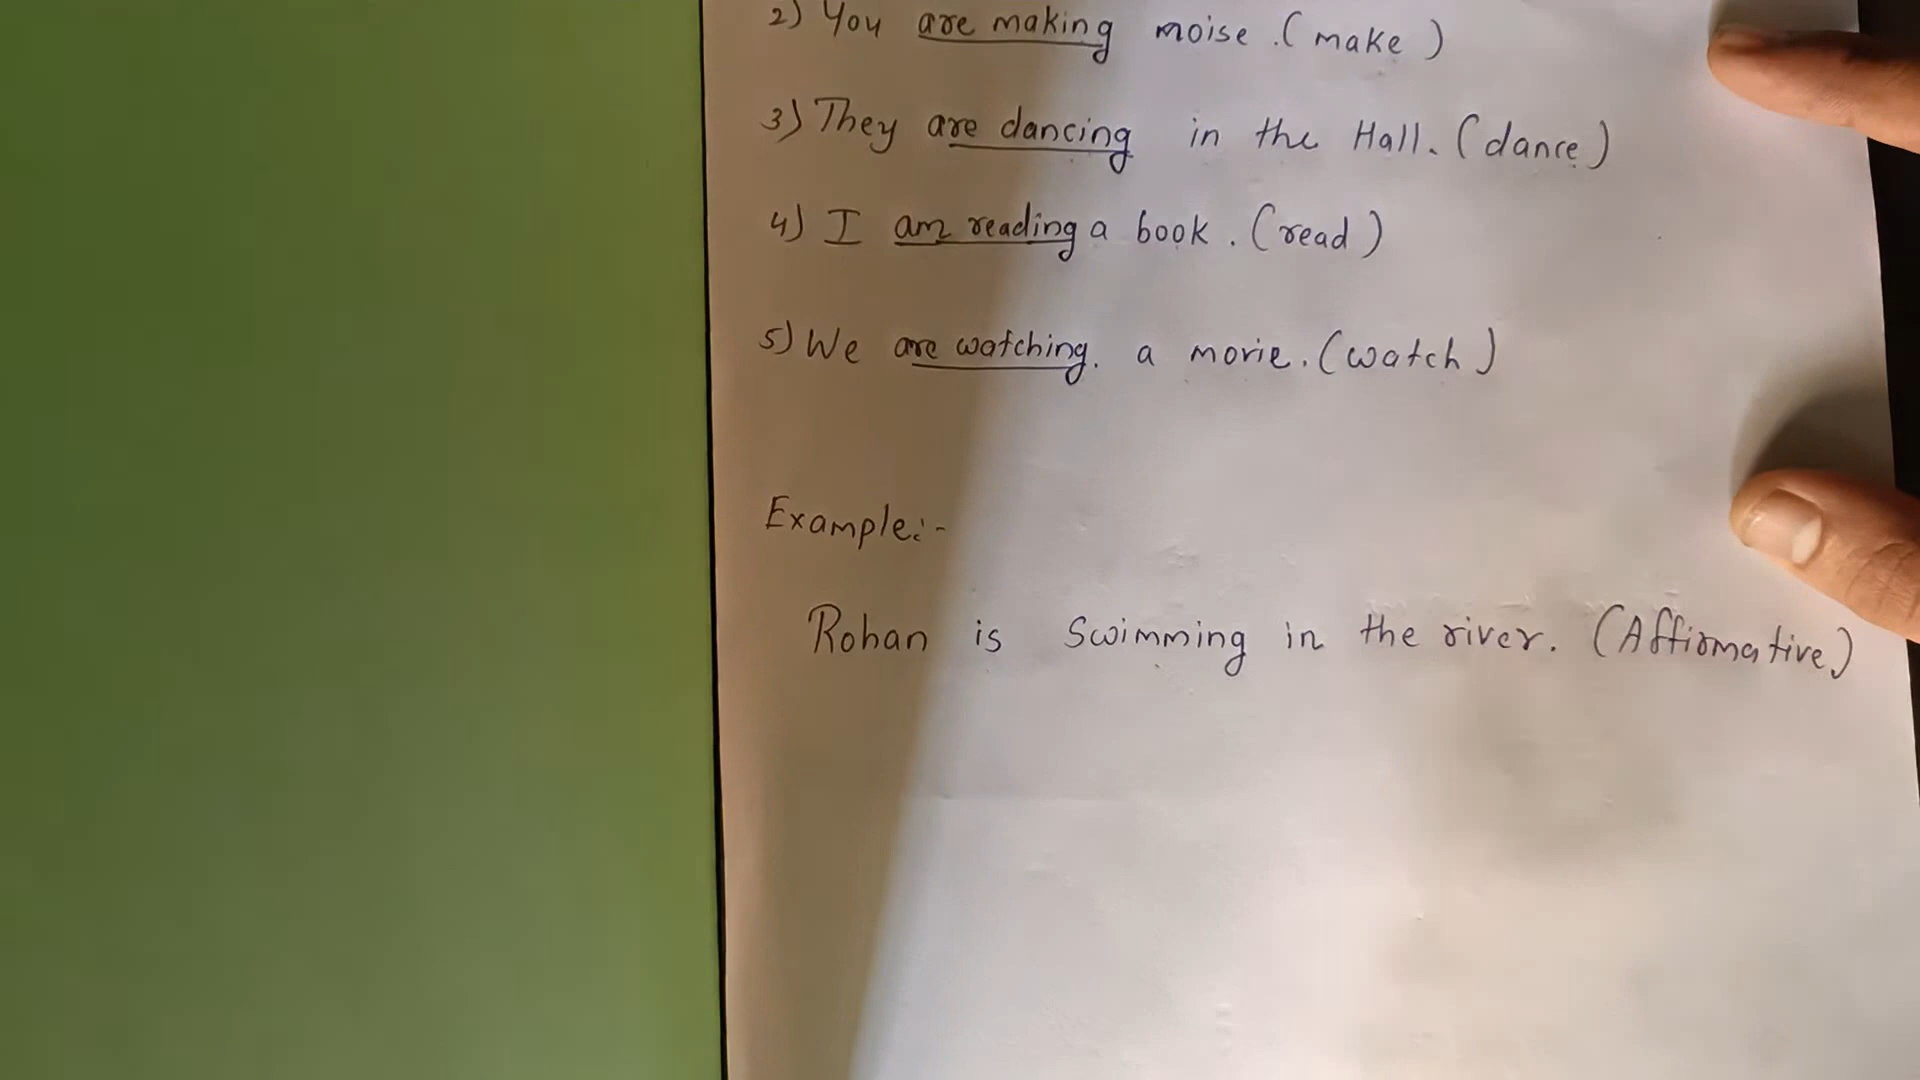 2) You are making noise.(make)
3) They are dancing in the Hall.(dance)
4) I am reading a book.(read)
5) We are watching. a movie.(watch)
Example:-
Rohan is Swimming in the river. (Affirmative)